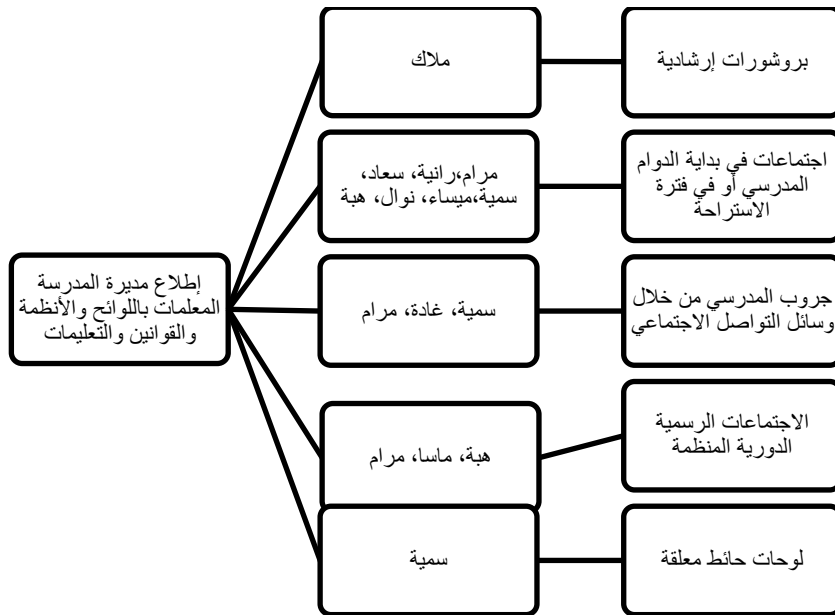 ملاك
بروشورات إرشادية
مرام،رانية، سعاد،
سمية،ميساء، نوال، هبة
اجتماعات في بداية الدوام
المدرسي أو في فترة
الاستراحة
إطلاع مديرة المدرسة
المعلمات باللوائح والأنظمة
والقوانين والتعليمات
سمية، غادة، مرام
جروب المدرسي من خلال
وسائل التواصل الاجتماعي
هبة، ماسا، مرام
الاجتماعات الرسمية
الدورية المنظمة
سمية
لوحات حائط معلقة